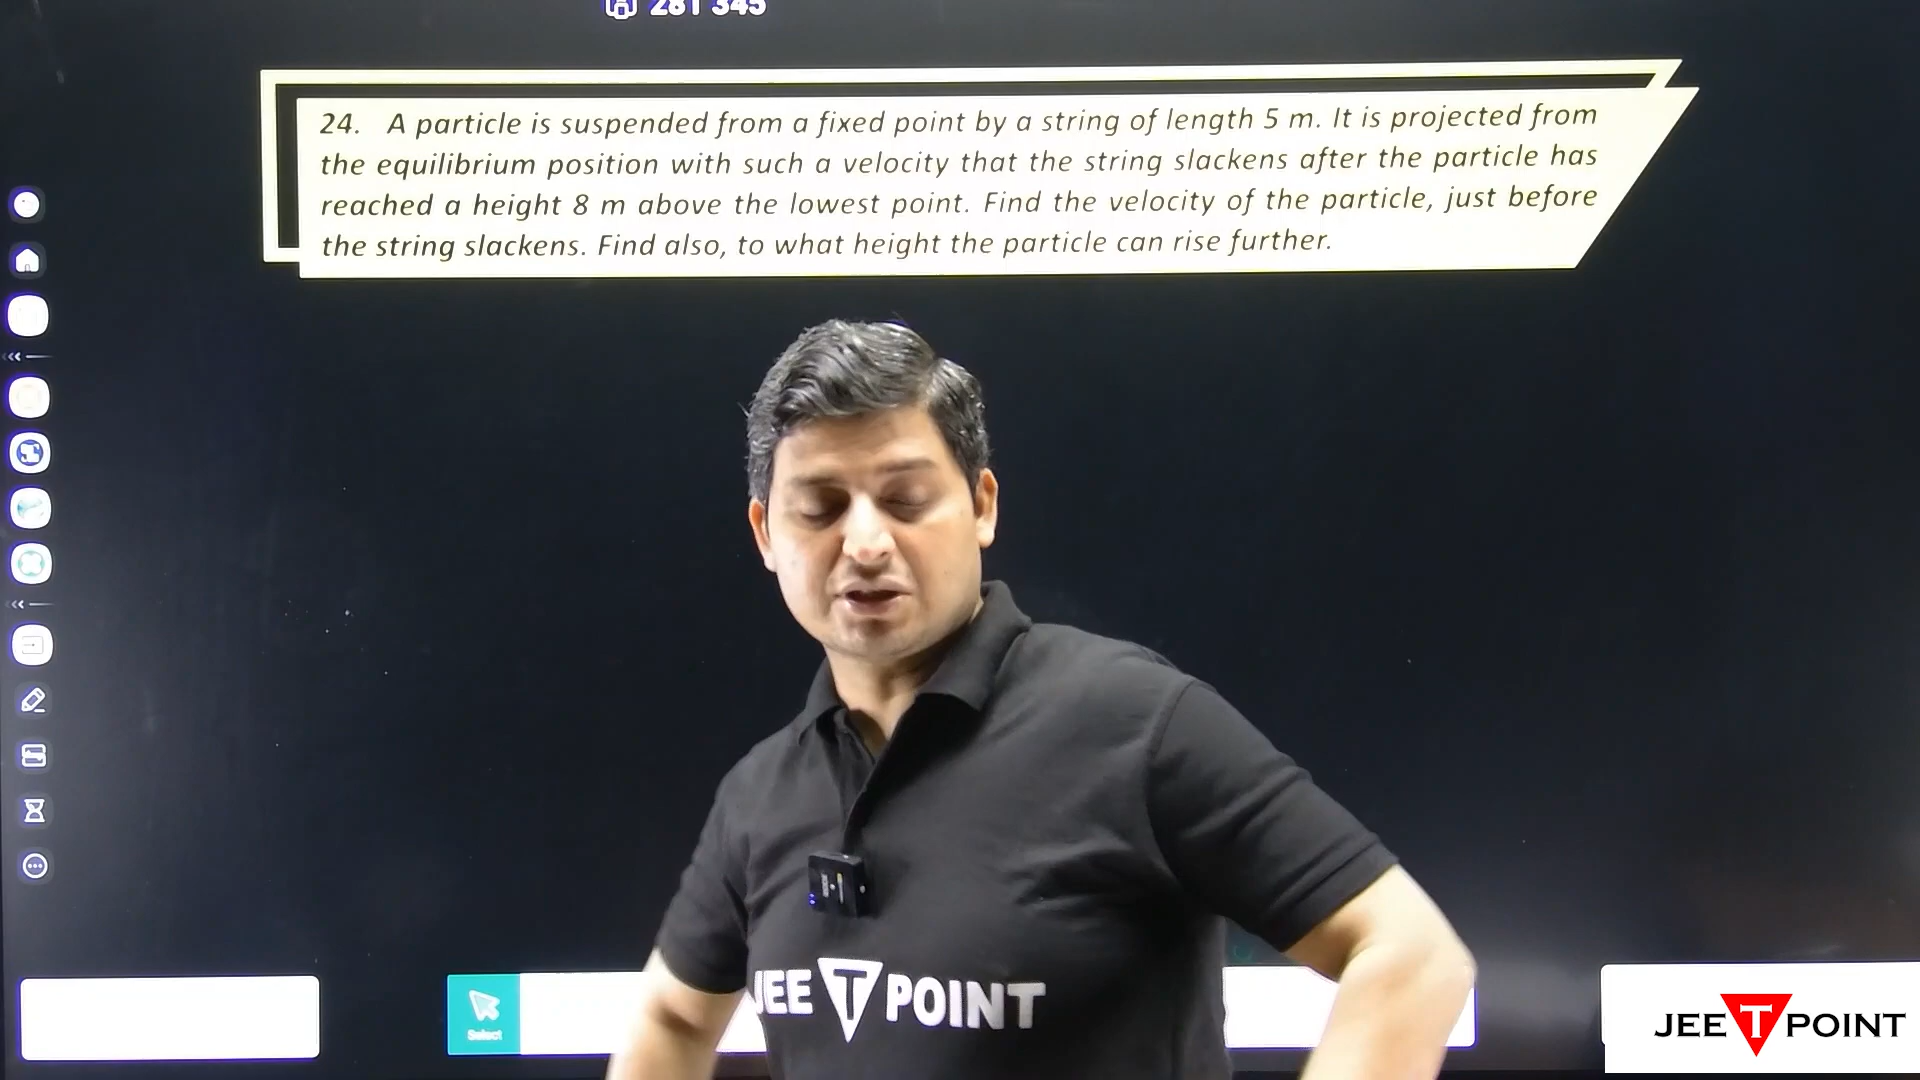 281 345
24. A particle is suspended from a fixed point by a string of length 5 m. It is projected from
the equilibrium position with such a velocity that the string slackens after the particle has
reached a height 8 m above the lowest point. Find the velocity of the particle, just before
the string slackens. Find also, to what height the particle can rise further.
Select
JEE T POINT
JEE T POINT